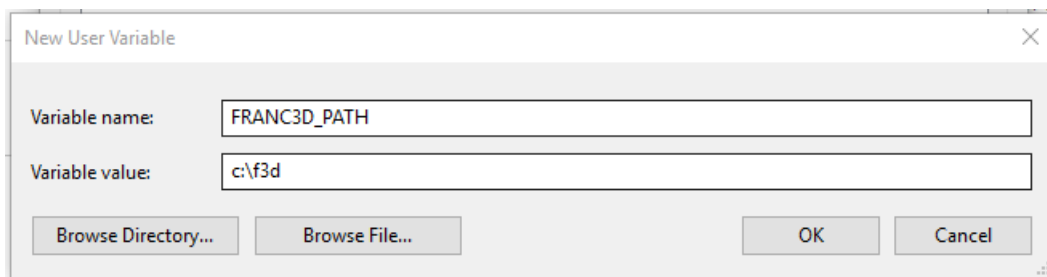 New User Variable
Variable name:
FRANC3D_PATH
Variable value:
c:\f3d
Browse Directory...
Browse File...
OK
Cancel